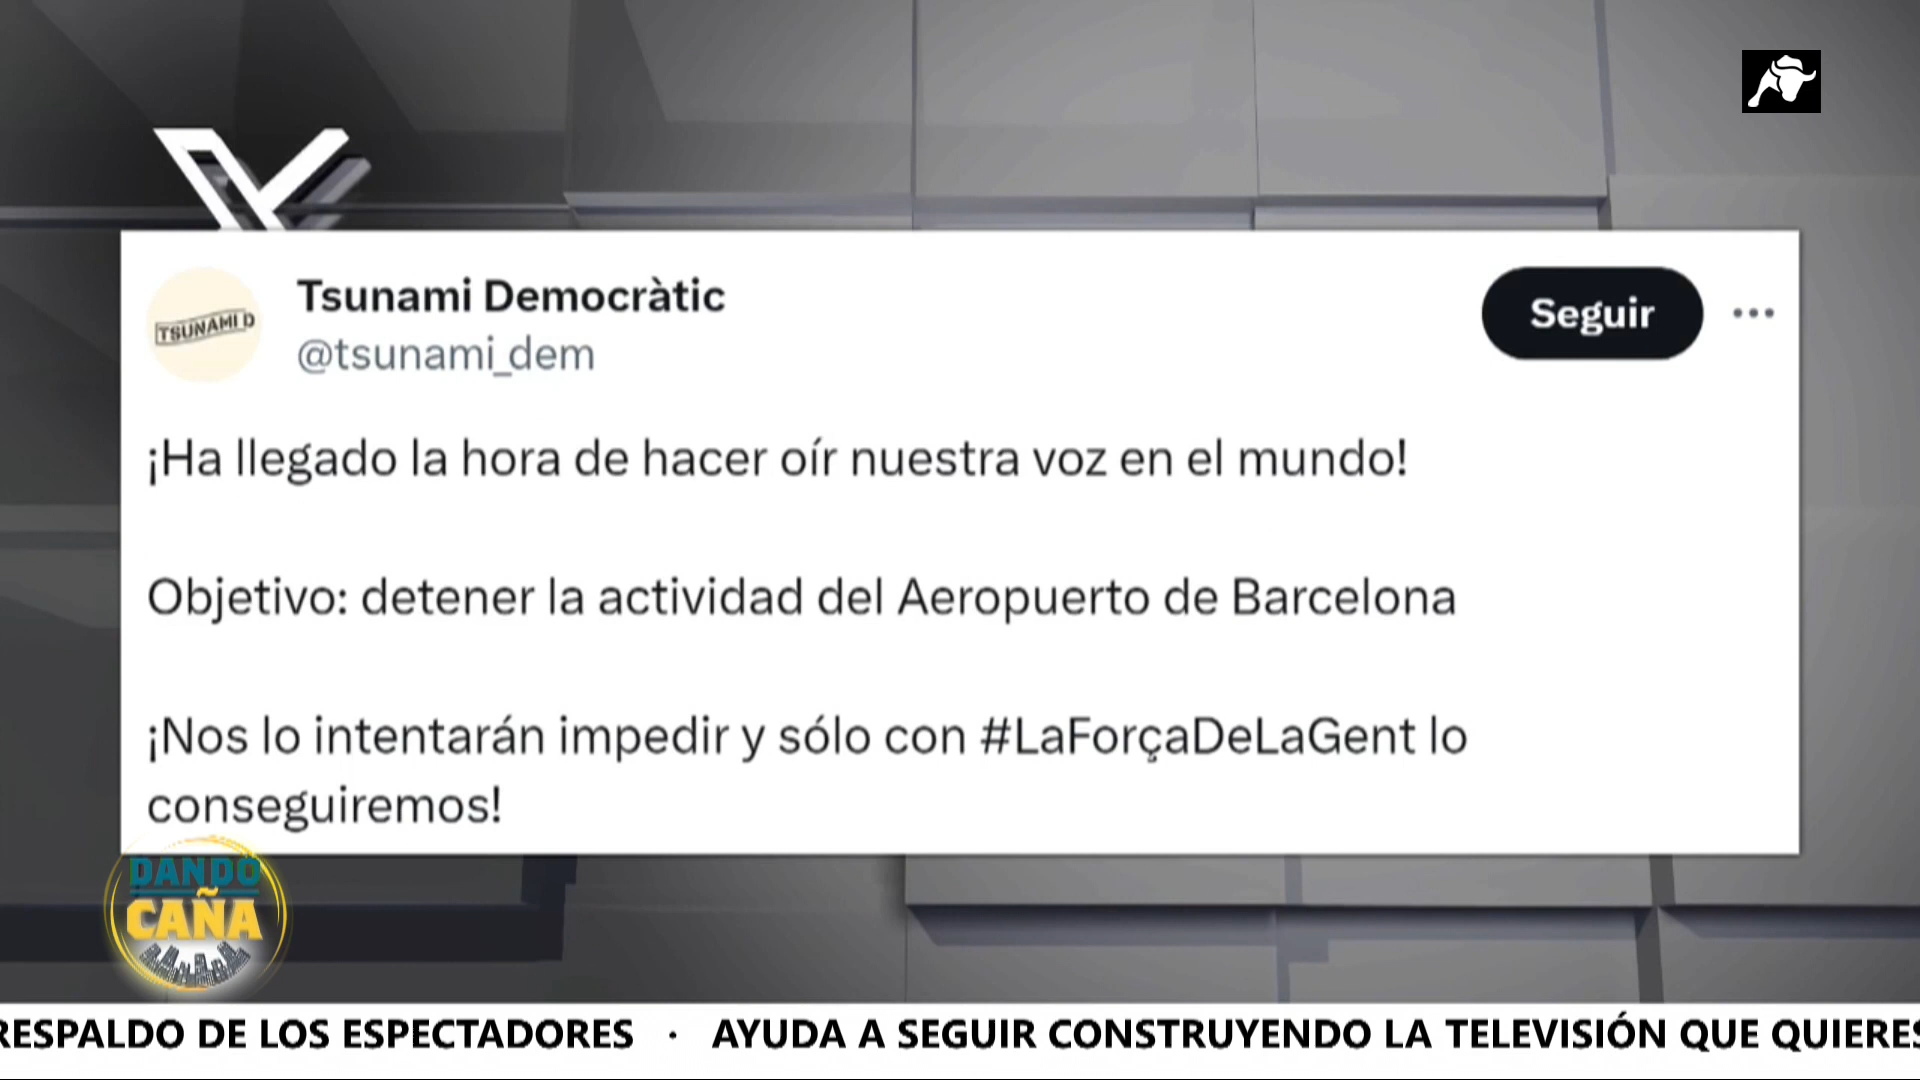 TSUNAMI D
Tsunami Democràtic
@tsunami_dem
Seguir
¡Ha llegado la hora de hacer oír nuestra voz en el mundo!
Objetivo: detener la actividad del Aeropuerto de Barcelona
¡Nos lo intentarán impedir y sólo con #LaForçaDeLaGent lo
conseguiremos!
DANDO
CAÑA
RESPALDO DE LOS ESPECTADORES · AYUDA A SEGUIR CONSTRUYENDO LA TELEVISIÓN QUE QUIERES